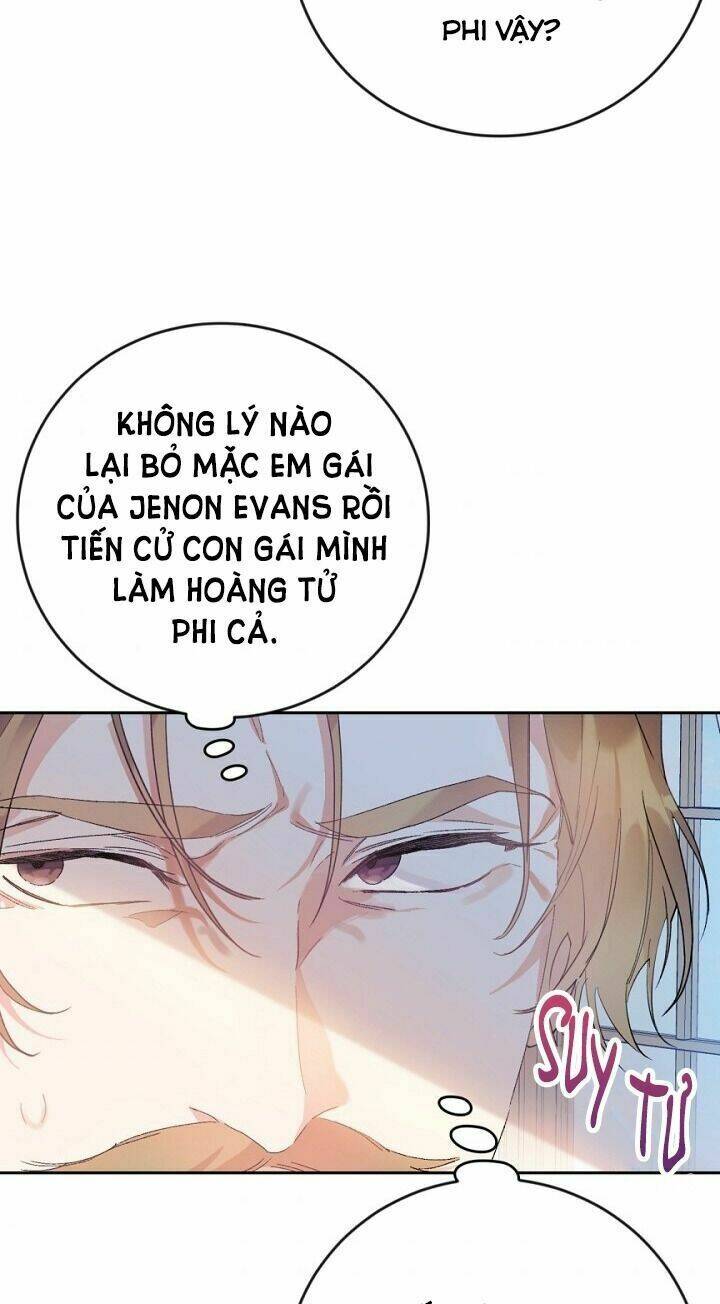 PHI VẬY?
KHÔNG LÝ NÀO
LẠI BỎ MẶC EM GÁI
CỦA JENON EVANS RỒI
TIẾN CỬ CON GÁI MÌNH
LÀM HOÀNG TỬ
PHI CẢ.
SUY TƯ